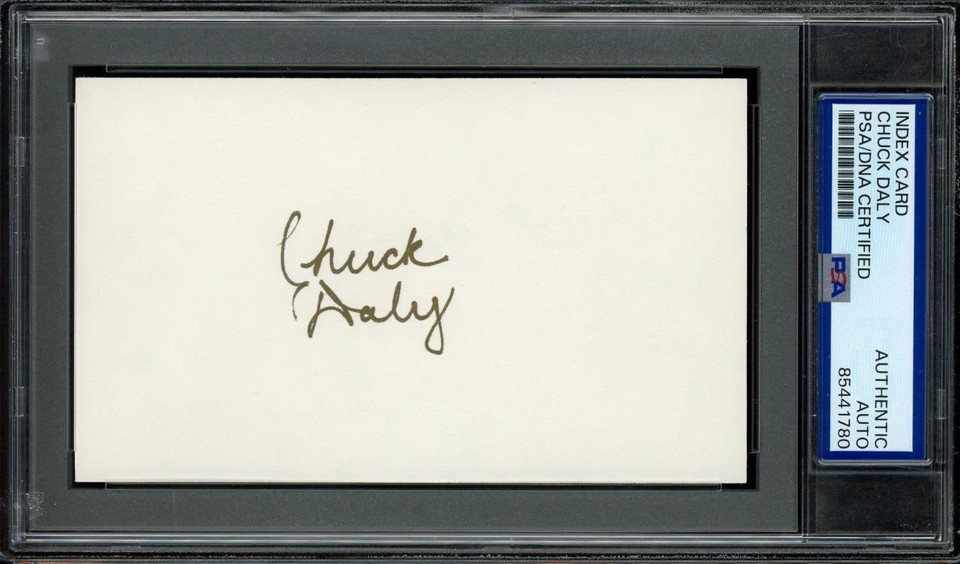 Chuck
Daly
INDEX CARD
CHUCK DALY
PSA/DNA CERTIFIED
PSA
AUTHENTIC
AUTO
85441780